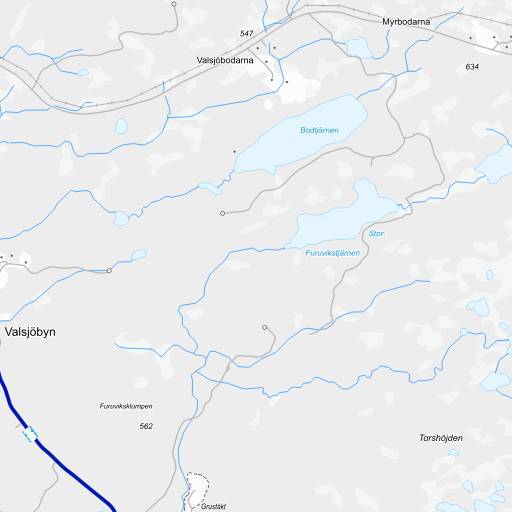 Myrbodarna
547
Valsjöbodarna
634
Bodtjärnen
Stor-
Furuvikstjärnen
Valsjöbyn
Furuviksklumpen
562
Torshöjden
Grustäkt